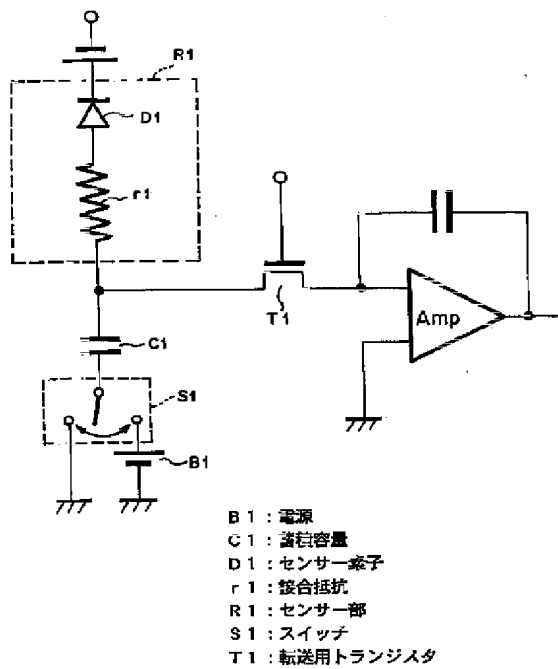 R1
D1
r1
T1
Amp
C1
S1
B1
B1:電源
C1:蓄積容量
D1:センサー素子
r1:接合抵抗
R1:センサー部
S1:スイッチ
T1:転送用トランジスタ